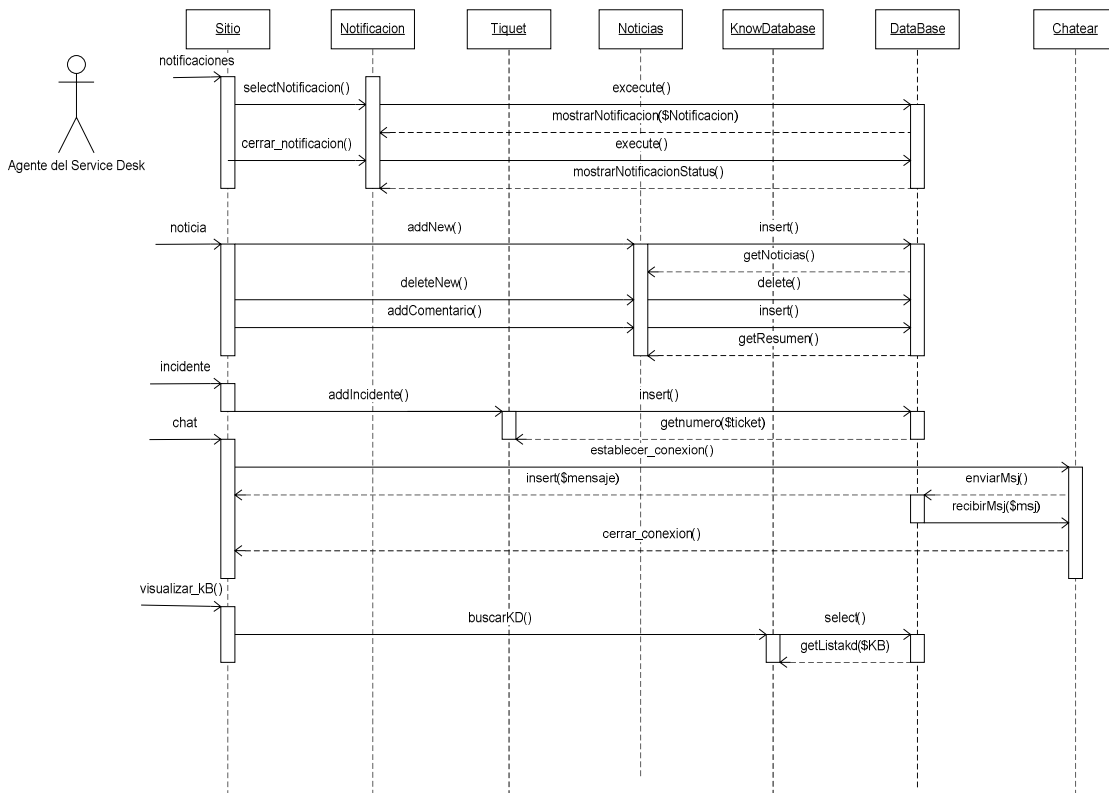 Sitio
Notificacion
Tiquet
Noticias
KnowDatabase
DataBase
Chatear
notificaciones
selectNotificacion()
excecute()
mostrarNotificacion($Notificacion)
cerrar_notificacion()
execute()
Agente del Service Desk
mostrarNotificacionStatus()
noticia
addNew()
insert()
getNoticias()
deleteNew()
delete()
addComentario()
insert()
getResumen()
incidente
addIncidente()
insert()
chat
getnumero($ticket)
establecer_conexion()
insert($mensaje)
enviarMsj()
recibirMsj($msj)
cerrar_conexion()
visualizar_kB()
buscarKD()
select()
getListakd($KB)